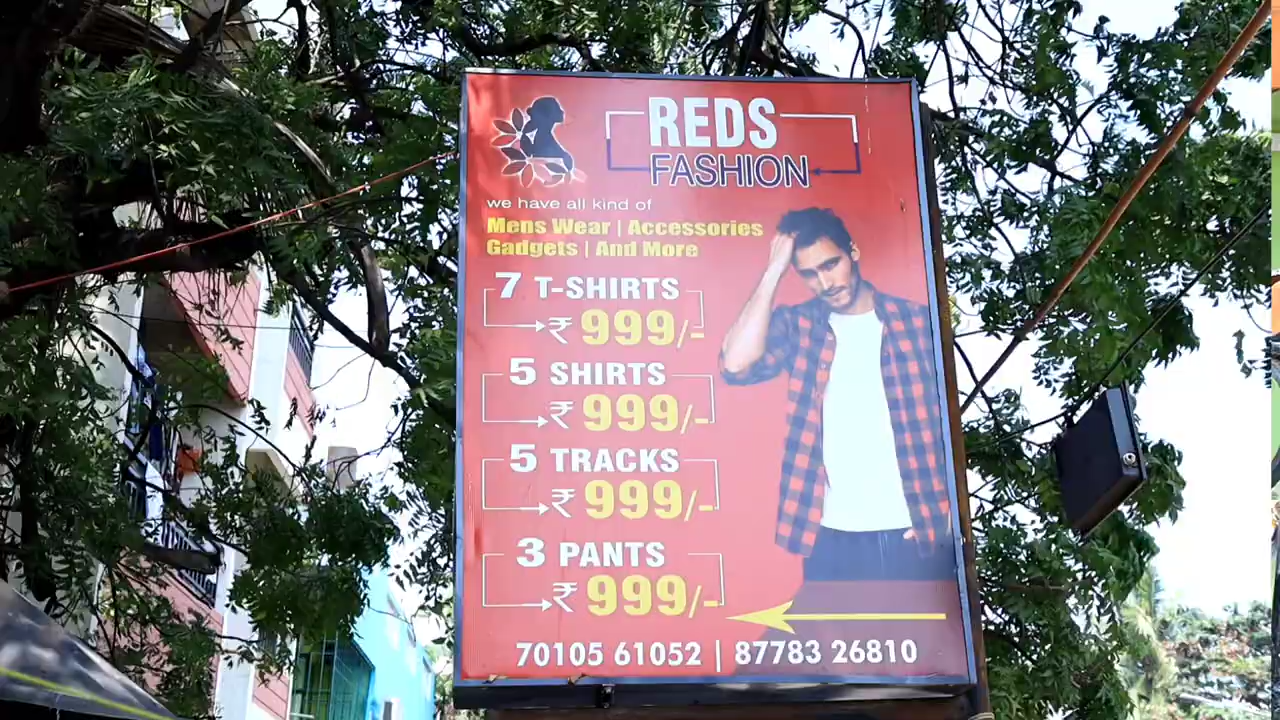 REDS
FASHION
we have all kind of
Mens Wear | Accessories
Gadgets | And More
7 T-SHIRTS
₹ 999/-
5 SHIRTS
₹ 999/-
5 TRACKS
₹ 999/-
3 PANTS
₹ 999/-
70105 61052 | 87783 26810